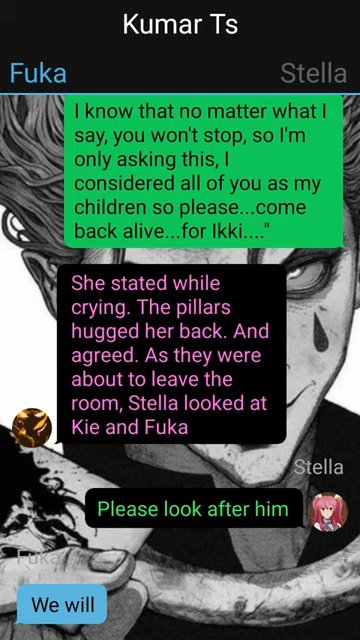 Kumar Ts
Fuka
Stella
I know that no matter what I
say, you won't stop, so I'm
only asking this, I
considered all of you as my
children so please...come
back alive...for Ikki...."
She stated while
crying. The pillars
hugged her back. And
agreed. As they were
about to leave the
room, Stella looked at
Kie and Fuka
Stella
Please look after him
Fuka
We will